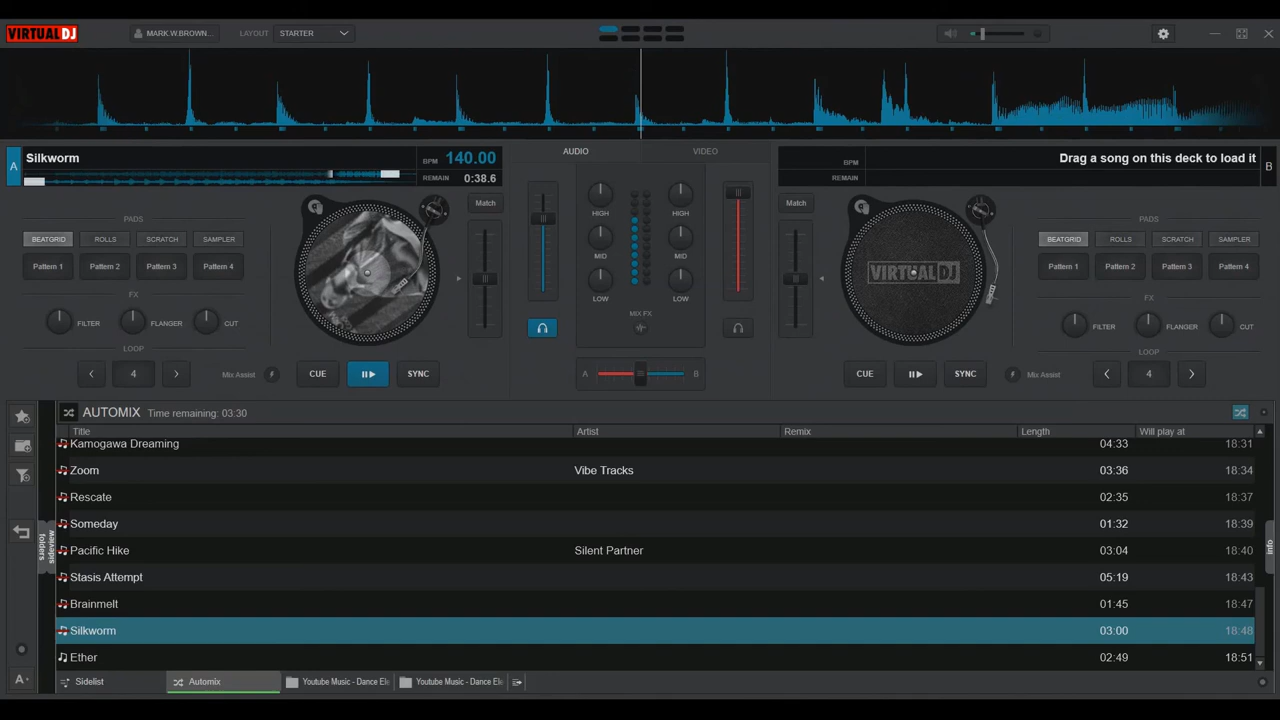 VIRTUALDJ
MARK.W.BROWN...
LAYOUT
STARTER
A
Silkworm
BPM
140.00
REMAIN
0:38.6
AUDIO
VIDEO
BPM
REMAIN
Drag a song on this deck to load it
B
PADS
BEATGRID
ROLLS
SCRATCH
SAMPLER
Pattern 1
Pattern 2
Pattern 3
Pattern 4
FX
FILTER
FLANGER
CUT
LOOP
4
Mix Assist
CUE
SYNC
Match
HIGH
MID
LOW
HIGH
MID
LOW
MIX FX
A
B
Match
VIRTUALDJ
PADS
BEATGRID
ROLLS
SCRATCH
SAMPLER
Pattern 1
Pattern 2
Pattern 3
Pattern 4
FX
FILTER
FLANGER
CUT
LOOP
CUE
SYNC
Mix Assist
4
AUTOMIX Time remaining: 03:30
Title Artist Remix Length Will play at
Kamogawa Dreaming 04:33 18:31
Zoom Vibe Tracks 03:36 18:34
Rescate 02:35 18:37
Someday 01:32 18:39
Pacific Hike Silent Partner 03:04 18:40
Stasis Attempt 05:19 18:43
Brainmelt 01:45 18:47
Silkworm 03:00 18:48
Ether 02:49 18:51
folders
sideview
info
A
Sidelist
Automix
Youtube Music - Dance Ele
Youtube Music - Dance Ele